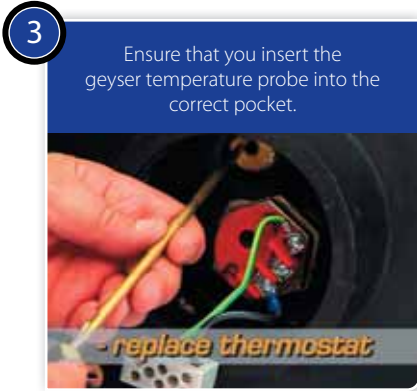 3
Ensure that you insert the
geyser temperature probe into the
correct pocket.
- replace thermostat